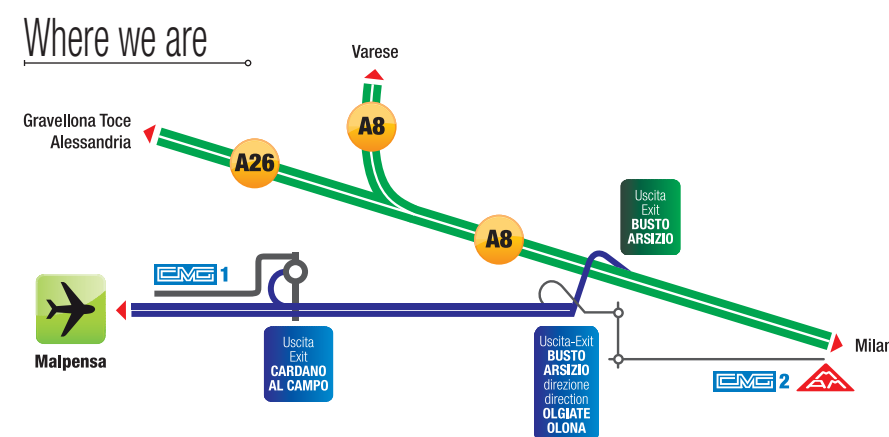 Where we are
Varese
Gravellona Toce
Alessandria
A8
A26
Uscita
Exit
BUSTO
ARSIZIO
A8
CMG 1
Malpensa
Uscita
Exit
CARDANO
AL CAMPO
Uscita-Exit
BUSTO
ARSIZIO
direzione
direction
OLGIATE
OLONA
Milan
CMG 2